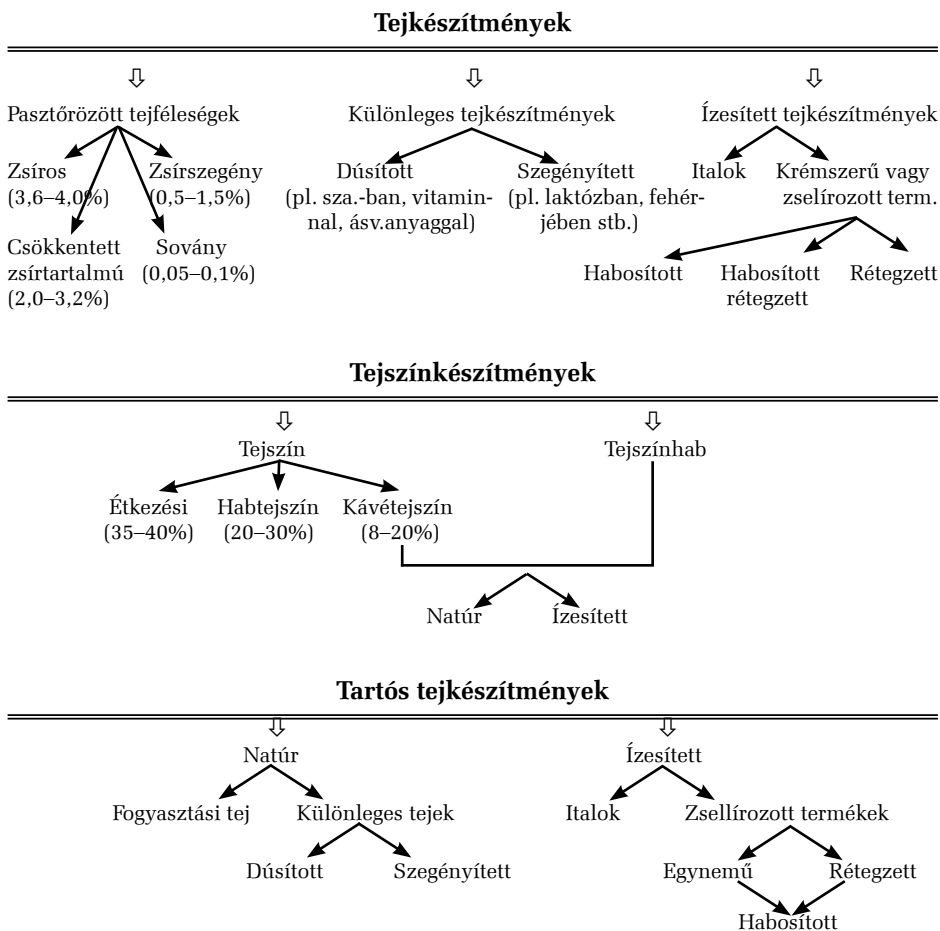 Tejkészítmények
Pasztőrözött tejféleségek
Különleges tejkészítmények
Ízesített tejkészítmények
Zsíros
(3,6–4,0%)
Zsírszegény
(0,5–1,5%)
Csökkentett
zsírtartalmú
(2,0–3,2%)
Sovány
(0,05–0,1%)
Dúsított
(pl. sza.-ban, vitamin-
nal, ásv.anyaggal)
Szegényített
(pl. laktózban, fehér-
jében stb.)
Italok
Krémszerű vagy
zselírozott term.
Habosított
Habosított
rétegzett
Rétegzett
Tejszínkészítmények
Tejszín
Tejszínhab
Étkezési
(35–40%)
Habtejszín
(20–30%)
Kávétejszín
(8–20%)
Natúr
Ízesített
Tartós tejkészítmények
Natúr
Ízesített
Fogyasztási tej
Különleges tejek
Italok
Zsellírozott termékek
Dúsított
Szegényített
Egynemű
Rétegzett
Habosított